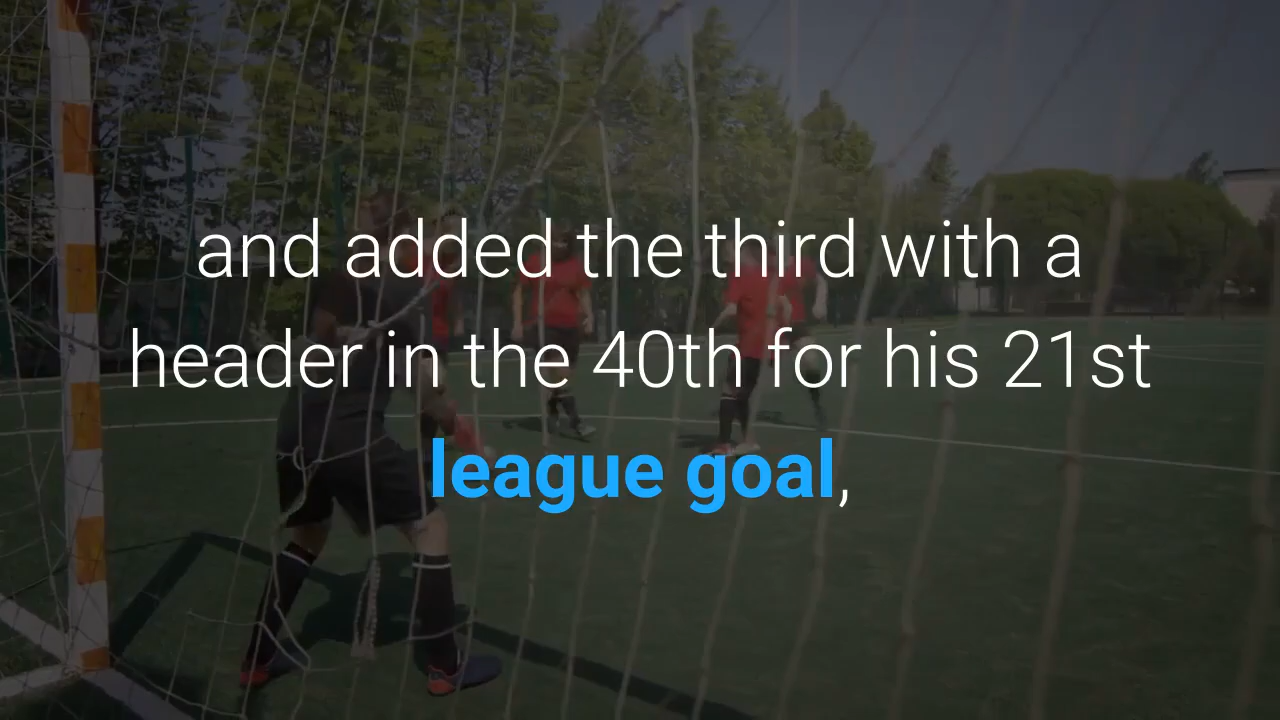 and added the third with a
header in the 40th for his 21st
league goal,